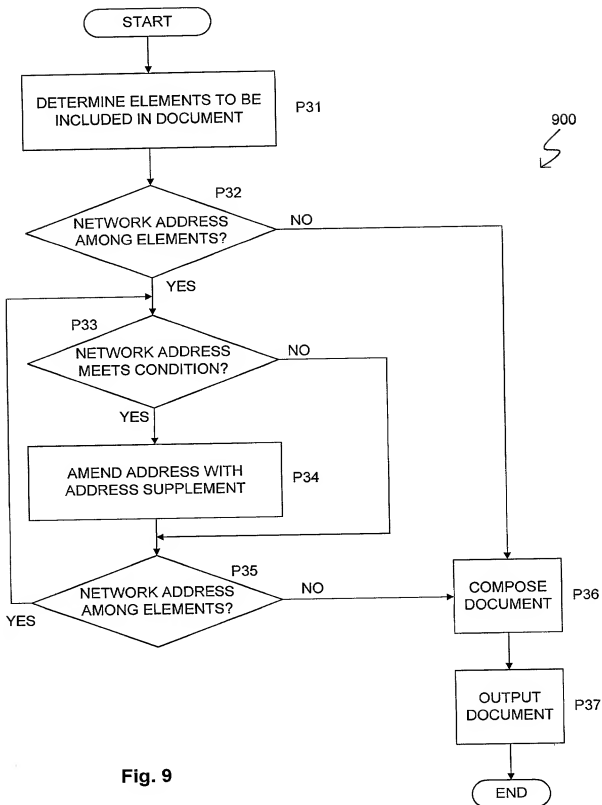 START
DETERMINE ELEMENTS TO BE
INCLUDED IN DOCUMENT
P31
900
P32
NETWORK ADDRESS
AMONG ELEMENTS?
NO
YES
P33
NETWORK ADDRESS
MEETS CONDITION?
NO
YES
AMEND ADDRESS WITH
ADDRESS SUPPLEMENT
P34
P35
NETWORK ADDRESS
AMONG ELEMENTS?
NO
YES
COMPOSE
DOCUMENT
P36
OUTPUT
DOCUMENT
P37
END
Fig. 9